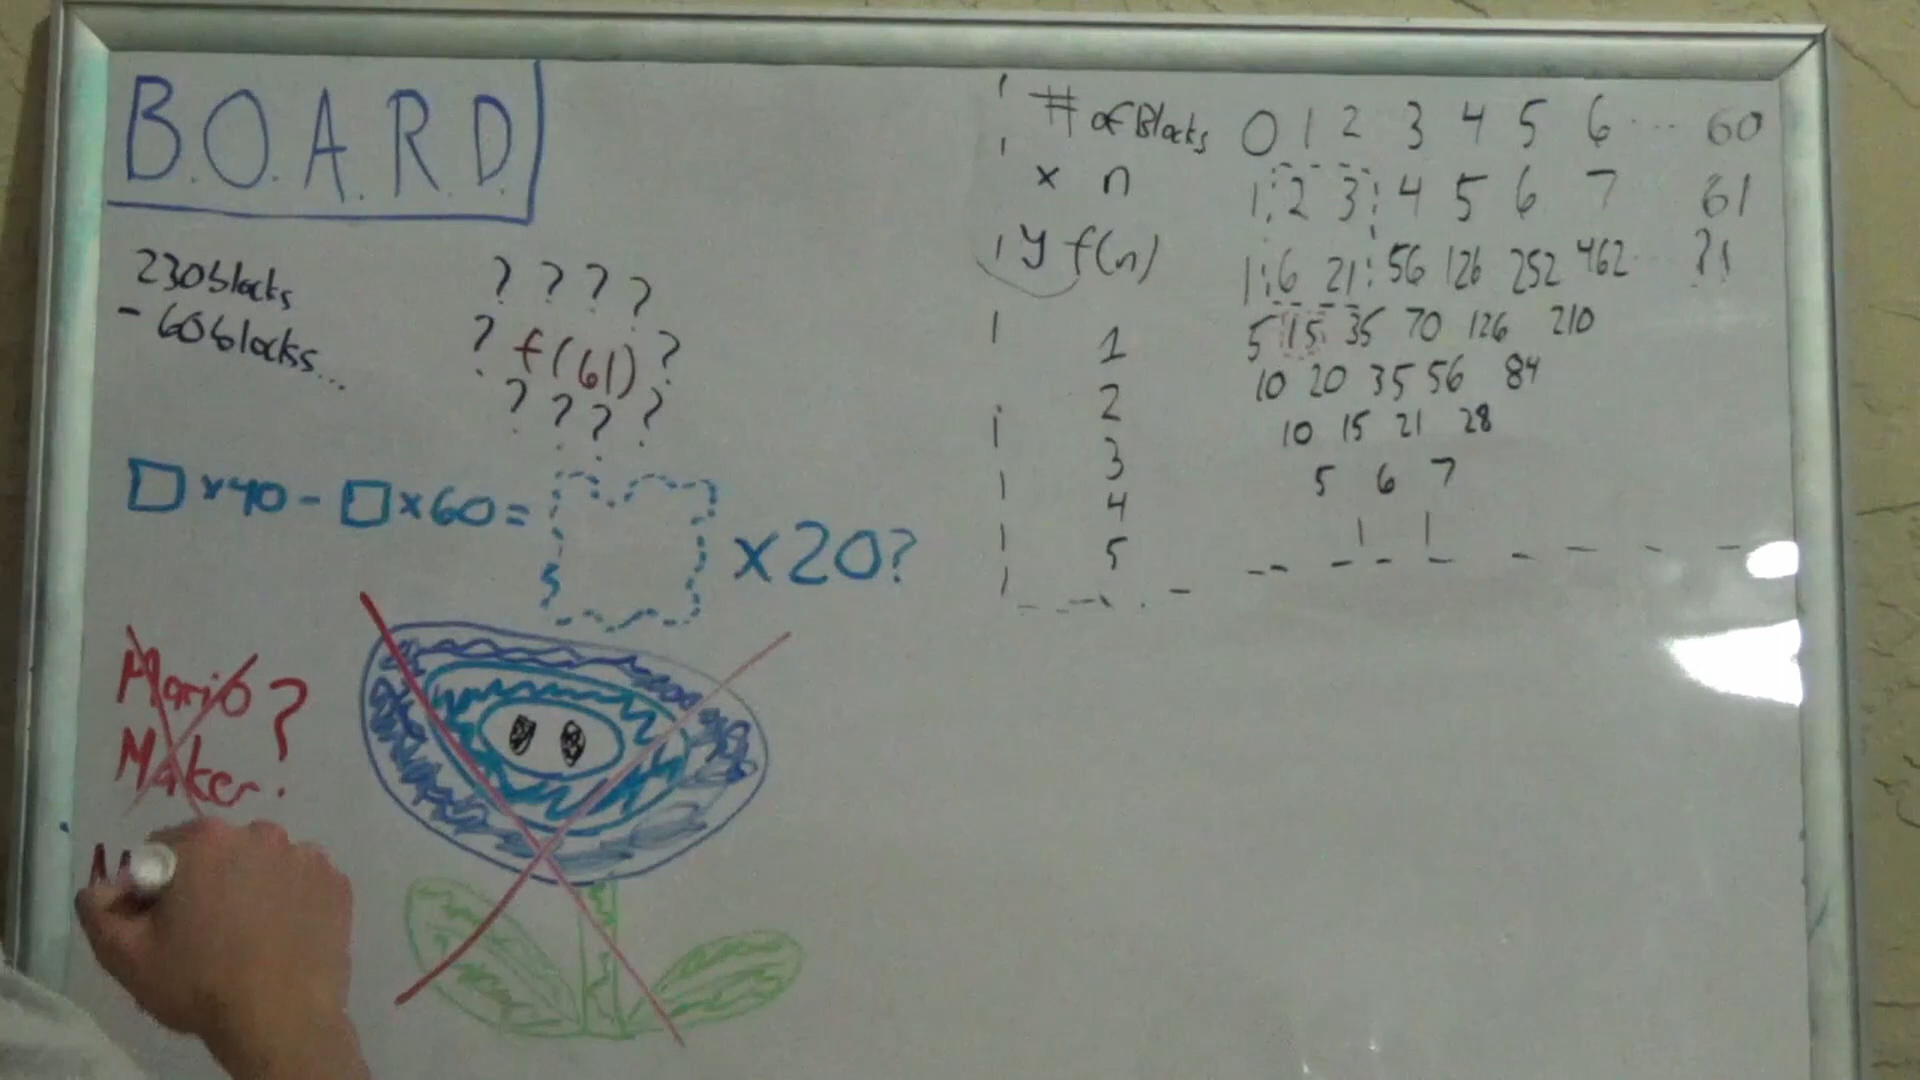 B.O.A.R.D.
230 blocks
- 60 blocks...
? ? ? ?
? f(61) ?
? ? ? ?
□ x 40 - □ x 60 =
x 20?
Mario
Maker?
M
# of Blocks 0 1 2 3 4 5 6 ... 60
x n 1 2 3 4 5 6 7 61
y f(n) 1 6 21 56 126 252 462 ... ??
1 5 15 35 70 126 210
2 10 20 35 56 84
3 10 15 21 28
4 5 6 7
5 1 1